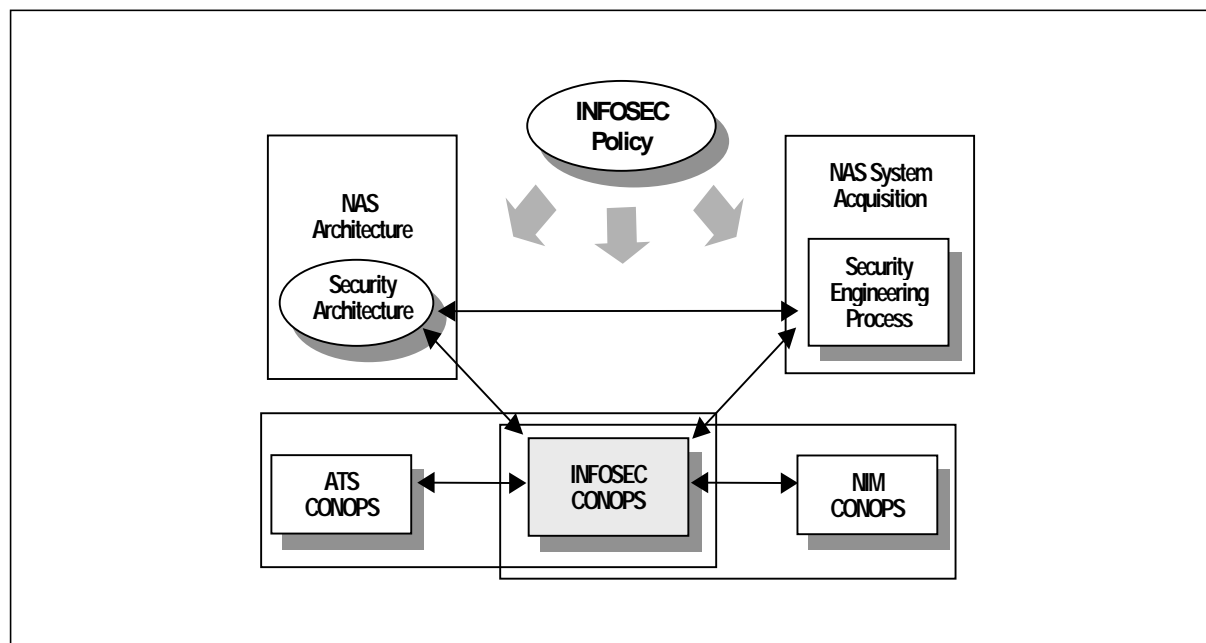 INFOSEC
Policy
NAS
Architecture
Security
Architecture
NAS System
Acquisition
Security
Engineering
Process
ATS
CONOPS
INFOSEC
CONOPS
NIM
CONOPS